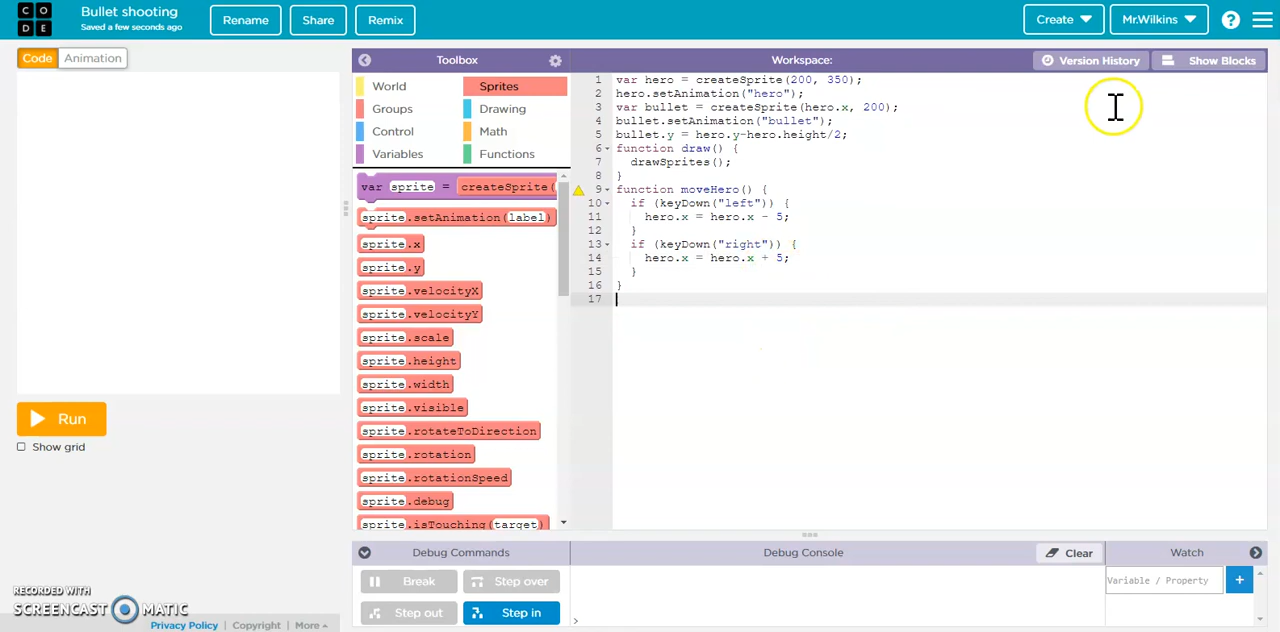 CODE
Bullet shooting
Saved a few seconds ago
Rename
Share
Remix
Create
Mr.Wilkins
?
Code
Animation
Toolbox
Workspace:
Version History
Show Blocks
World
Sprites
Groups
Drawing
Control
Math
Variables
Functions
var sprite = createSprite(
sprite.setAnimation(label)
sprite.x
sprite.y
sprite.velocityX
sprite.velocityY
sprite.scale
sprite.height
sprite.width
sprite.visible
sprite.rotateToDirection
sprite.rotation
sprite.rotationSpeed
sprite.debug
sprite.isTouching(target)
1 var hero = createSprite(200, 350);
2 hero.setAnimation("hero");
3 var bullet = createSprite(hero.x, 200);
4 bullet.setAnimation("bullet");
5 bullet.y = hero.y-hero.height/2;
6 function draw() {
7 drawSprites();
8 }
9 function moveHero() {
10 if (keyDown("left")) {
11 hero.x = hero.x - 5;
12 }
13 if (keyDown("right")) {
14 hero.x = hero.x + 5;
15 }
16 }
17
Run
Show grid
Debug Commands
Debug Console
Clear
Watch
Break
Step over
Step out
Step in
Variable / Property
+
>
RECORDED WITH
SCREENCAST MATIC
Privacy Policy | Copyright | More